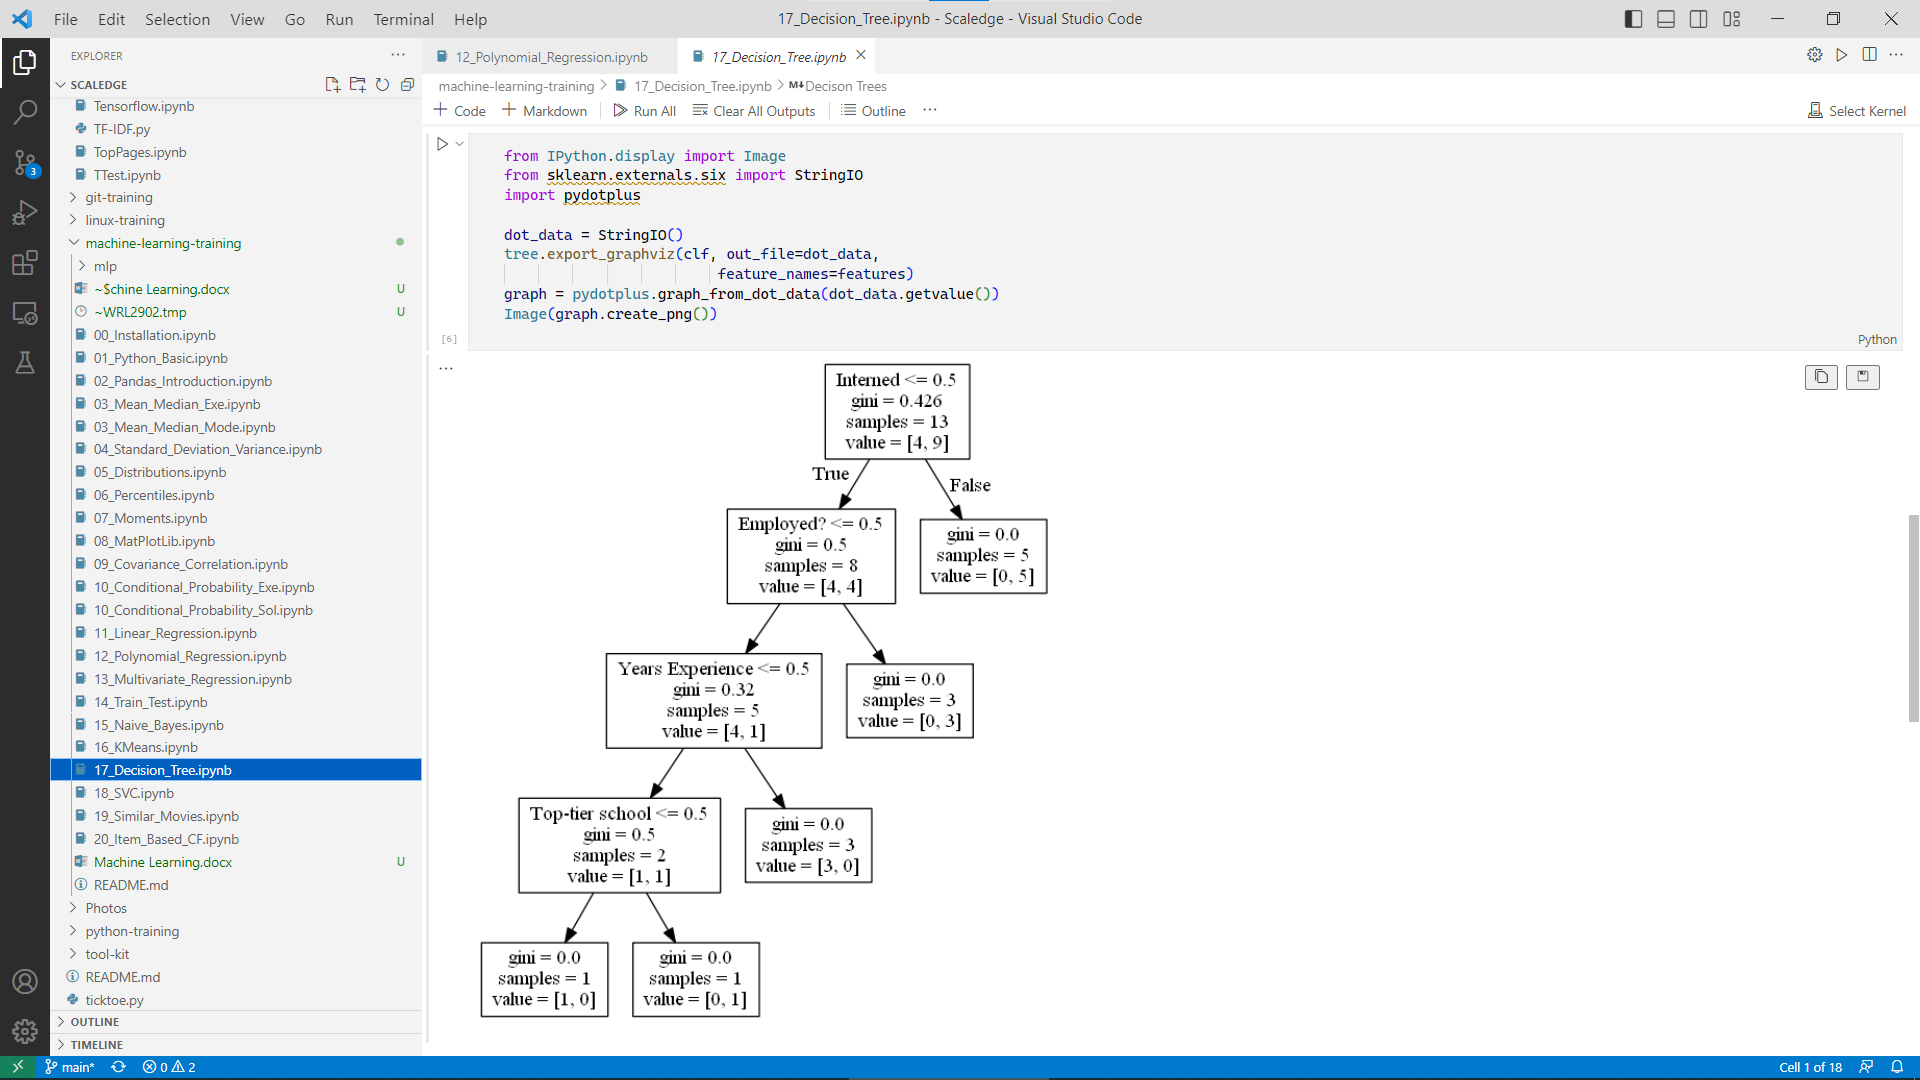 File Edit Selection View Go Run Terminal Help
17_Decision_Tree.ipynb - Scaledge - Visual Studio Code
EXPLORER
SCALEDGE
Tensorflow.ipynb
TF-IDF.py
TopPages.ipynb
TTest.ipynb
git-training
linux-training
machine-learning-training
mlp
~$chine Learning.docx U
~WRL2902.tmp U
00_Installation.ipynb
01_Python_Basic.ipynb
02_Pandas_Introduction.ipynb
03_Mean_Median_Exe.ipynb
03_Mean_Median_Mode.ipynb
04_Standard_Deviation_Variance.ipynb
05_Distributions.ipynb
06_Percentiles.ipynb
07_Moments.ipynb
08_MatPlotLib.ipynb
09_Covariance_Correlation.ipynb
10_Conditional_Probability_Exe.ipynb
10_Conditional_Probability_Sol.ipynb
11_Linear_Regression.ipynb
12_Polynomial_Regression.ipynb
13_Multivariate_Regression.ipynb
14_Train_Test.ipynb
15_Naive_Bayes.ipynb
16_KMeans.ipynb
17_Decision_Tree.ipynb
18_SVC.ipynb
19_Similar_Movies.ipynb
20_Item_Based_CF.ipynb
Machine Learning.docx U
README.md
Photos
python-training
tool-kit
README.md
ticktoe.py
OUTLINE
TIMELINE
3
12_Polynomial_Regression.ipynb
17_Decision_Tree.ipynb
machine-learning-training > 17_Decision_Tree.ipynb > M↓Decison Trees
+ Code + Markdown Run All Clear All Outputs Outline ···
Select Kernel
from IPython.display import Image
from sklearn.externals.six import StringIO
import pydotplus
dot_data = StringIO()
tree.export_graphviz(clf, out_file=dot_data,
feature_names=features)
graph = pydotplus.graph_from_dot_data(dot_data.getvalue())
Image(graph.create_png())
[6]
Python
Interned <= 0.5
gini = 0.426
samples = 13
value = [4, 9]
True
False
Employed? <= 0.5
gini = 0.5
samples = 8
value = [4, 4]
gini = 0.0
samples = 5
value = [0, 5]
Years Experience <= 0.5
gini = 0.32
samples = 5
value = [4, 1]
gini = 0.0
samples = 3
value = [0, 3]
Top-tier school <= 0.5
gini = 0.5
samples = 2
value = [1, 1]
gini = 0.0
samples = 3
value = [3, 0]
gini = 0.0
samples = 1
value = [1, 0]
gini = 0.0
samples = 1
value = [0, 1]
main* 0 2
Cell 1 of 18